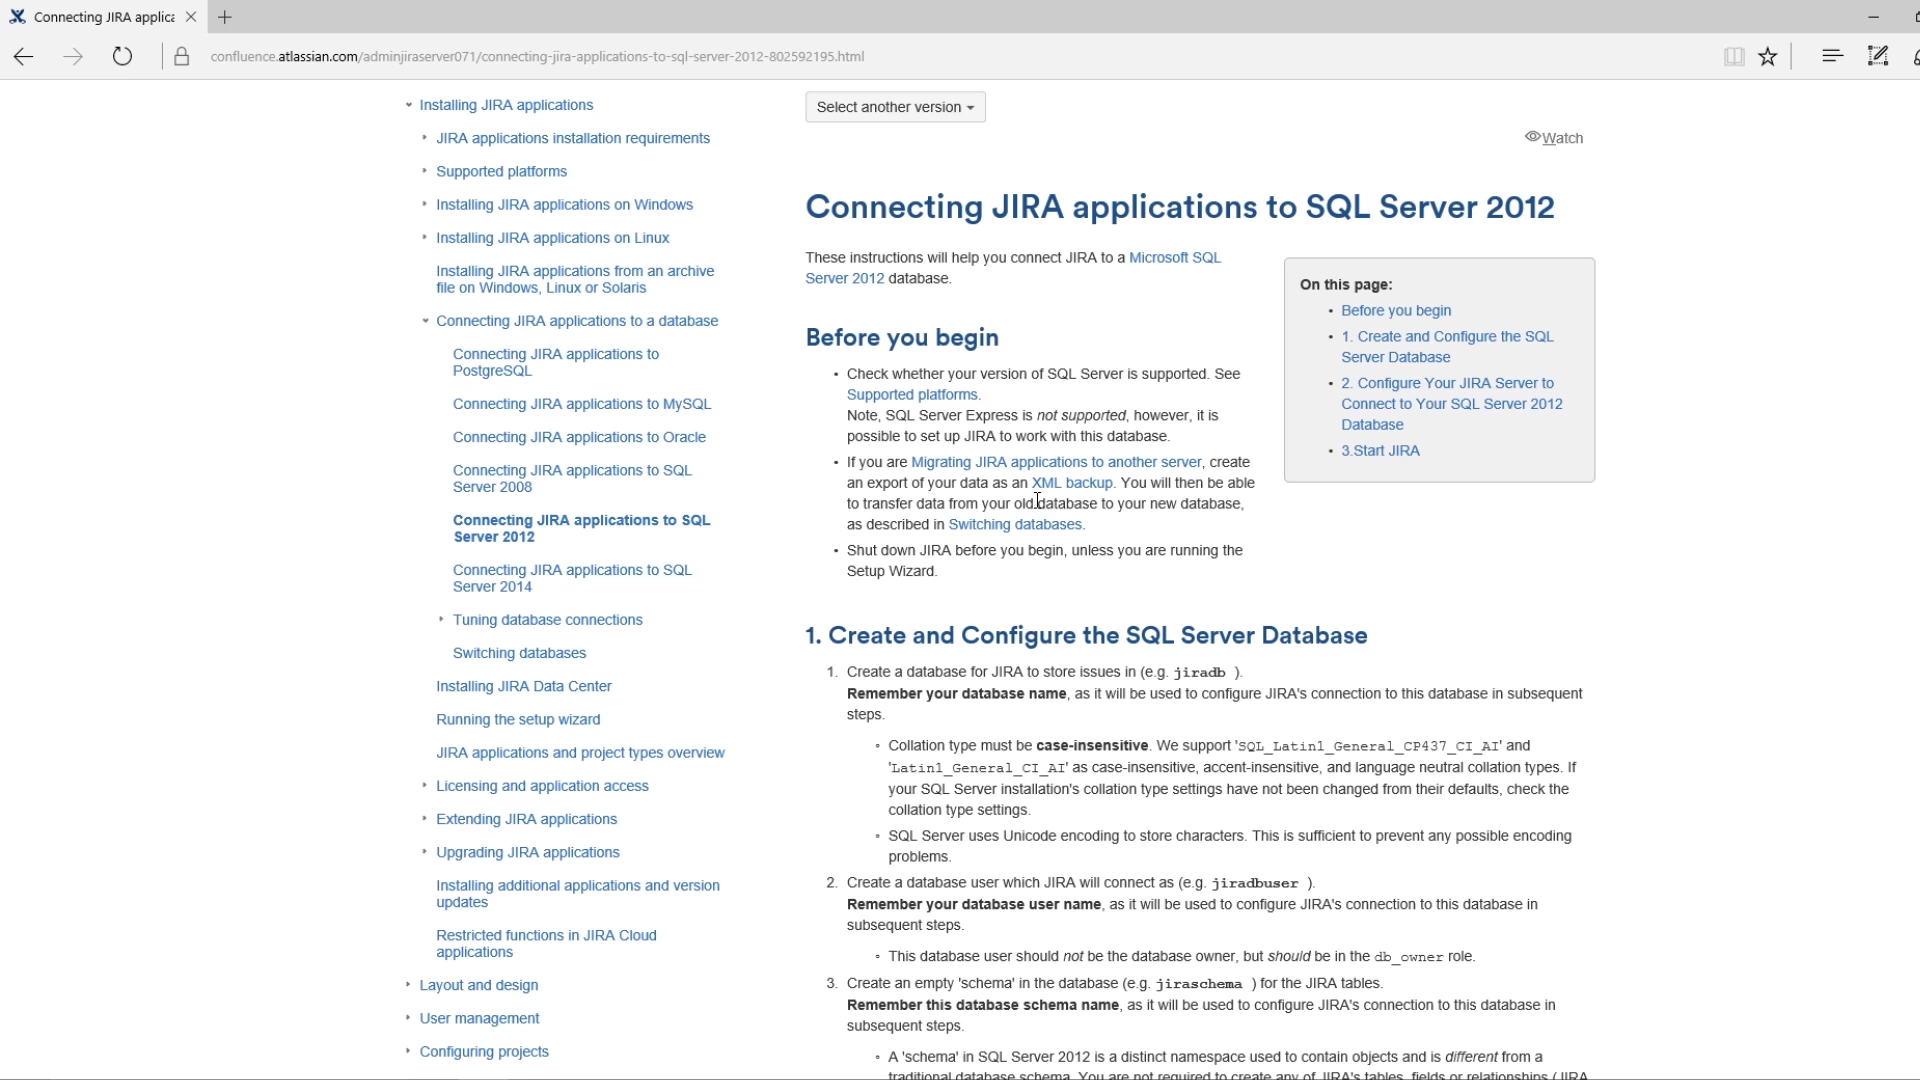 Connecting JIRA applica
confluence.atlassian.com/adminjiraserver071/connecting-jira-applications-to-sql-server-2012-802592195.html
Installing JIRA applications
JIRA applications installation requirements
Supported platforms
Installing JIRA applications on Windows
Installing JIRA applications on Linux
Installing JIRA applications from an archive
file on Windows, Linux or Solaris
Connecting JIRA applications to a database
Connecting JIRA applications to
PostgreSQL
Connecting JIRA applications to MySQL
Connecting JIRA applications to Oracle
Connecting JIRA applications to SQL
Server 2008
Connecting JIRA applications to SQL
Server 2012
Connecting JIRA applications to SQL
Server 2014
Tuning database connections
Switching databases
Installing JIRA Data Center
Running the setup wizard
JIRA applications and project types overview
Licensing and application access
Extending JIRA applications
Upgrading JIRA applications
Installing additional applications and version
updates
Restricted functions in JIRA Cloud
applications
Layout and design
User management
Configuring projects
Select another version
Watch
Connecting JIRA applications to SQL Server 2012
These instructions will help you connect JIRA to a Microsoft SQL
Server 2012 database.
Before you begin
• Check whether your version of SQL Server is supported. See
Supported platforms.
Note, SQL Server Express is not supported, however, it is
possible to set up JIRA to work with this database.
• If you are Migrating JIRA applications to another server, create
an export of your data as an XML backup. You will then be able
to transfer data from your old database to your new database,
as described in Switching databases.
• Shut down JIRA before you begin, unless you are running the
Setup Wizard.
On this page:
• Before you begin
• 1. Create and Configure the SQL
Server Database
• 2. Configure Your JIRA Server to
Connect to Your SQL Server 2012
Database
• 3.Start JIRA
1. Create and Configure the SQL Server Database
1. Create a database for JIRA to store issues in (e.g. jiradb ).
Remember your database name, as it will be used to configure JIRA's connection to this database in subsequent
steps.
◦ Collation type must be case-insensitive. We support 'SQL_Latin1_General_CP437_CI_AI' and
'Latin1_General_CI_AI' as case-insensitive, accent-insensitive, and language neutral collation types. If
your SQL Server installation's collation type settings have not been changed from their defaults, check the
collation type settings.
◦ SQL Server uses Unicode encoding to store characters. This is sufficient to prevent any possible encoding
problems.
2. Create a database user which JIRA will connect as (e.g. jiradbuser ).
Remember your database user name, as it will be used to configure JIRA's connection to this database in
subsequent steps.
◦ This database user should not be the database owner, but should be in the db_owner role.
3. Create an empty 'schema' in the database (e.g. jiraschema ) for the JIRA tables.
Remember this database schema name, as it will be used to configure JIRA's connection to this database in
subsequent steps.
◦ A 'schema' in SQL Server 2012 is a distinct namespace used to contain objects and is different from a
traditional database schema. You are not required to create any of JIRA's tables, fields or relationships (JIRA